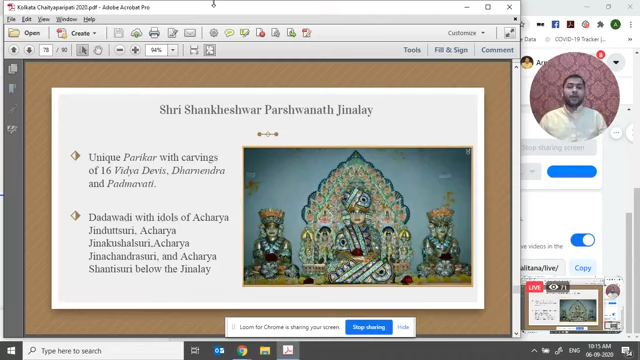 Kolkata Chaityaparipati 2020.pdf - Adobe Acrobat Pro
File Edit View Window Help
Open Create
78 / 90 94% Tools Fill & Sign Comment
Customize
COVID-19 Tracker |
8
Stop sharing screen
Shri Shankheshwar Parshwanath Jinalay
Unique Parikar with carvings
of 16 Vidya Devis, Dharnendra
and Padmavati
Dadawadi with idols of Acharya
Jinduttsuri, Acharya
Jinakushalsuri,Acharya
Jinachandrasuri, and Acharya
Shantisuri below the Jinalay
ve videos in the
alitana/live/ Copy
LIVE 71
Loom for Chrome is sharing your screen. Stop sharing Hide
Type here to search
ENG
10:15 AM
06-09-2020